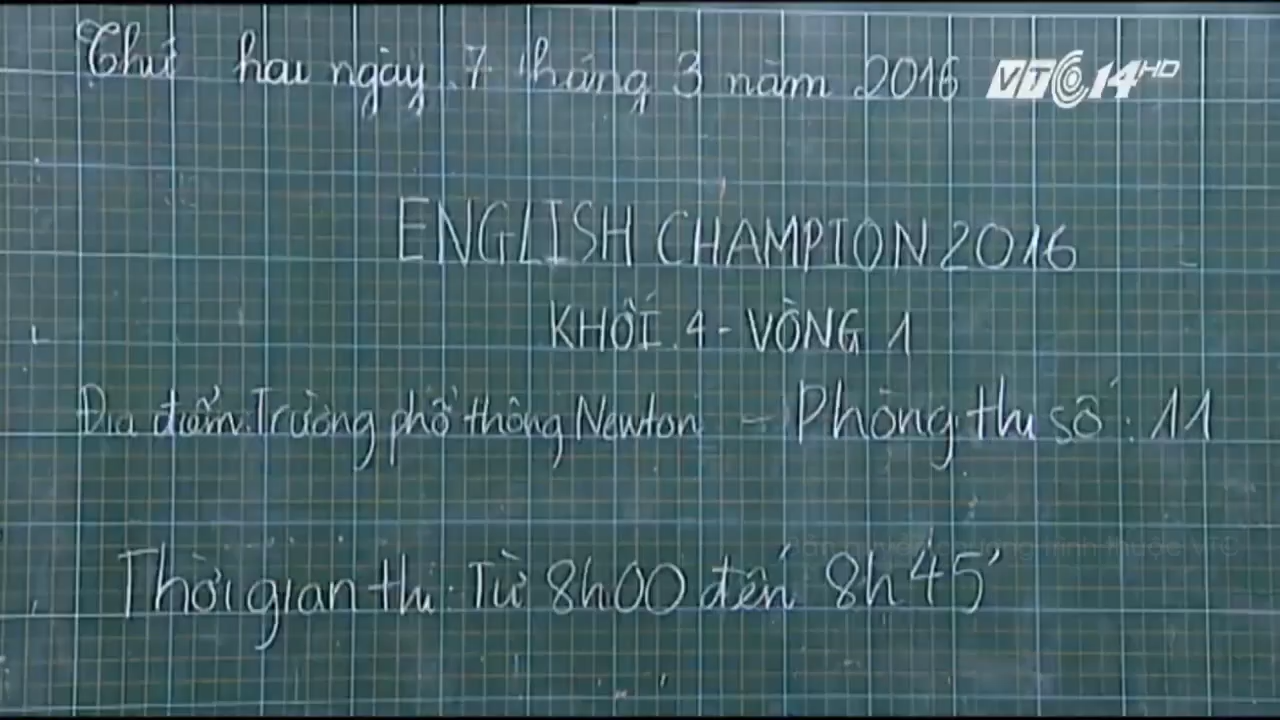 Thứ hai ngày 7 tháng 3 năm 2016
VTC14 HD
ENGLISH CHAMPION 2016
KHỐI 4 - VÒNG 1
Địa điểm: Trường phổ thông Newton - Phòng thi số: 11
Thời gian thi: Từ 8h00 đến 8h45'